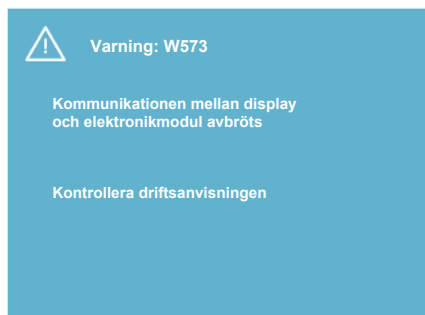 Varning: W573
Kommunikationen mellan display
och elektronikmodul avbröts
Kontrollera driftsanvisningen